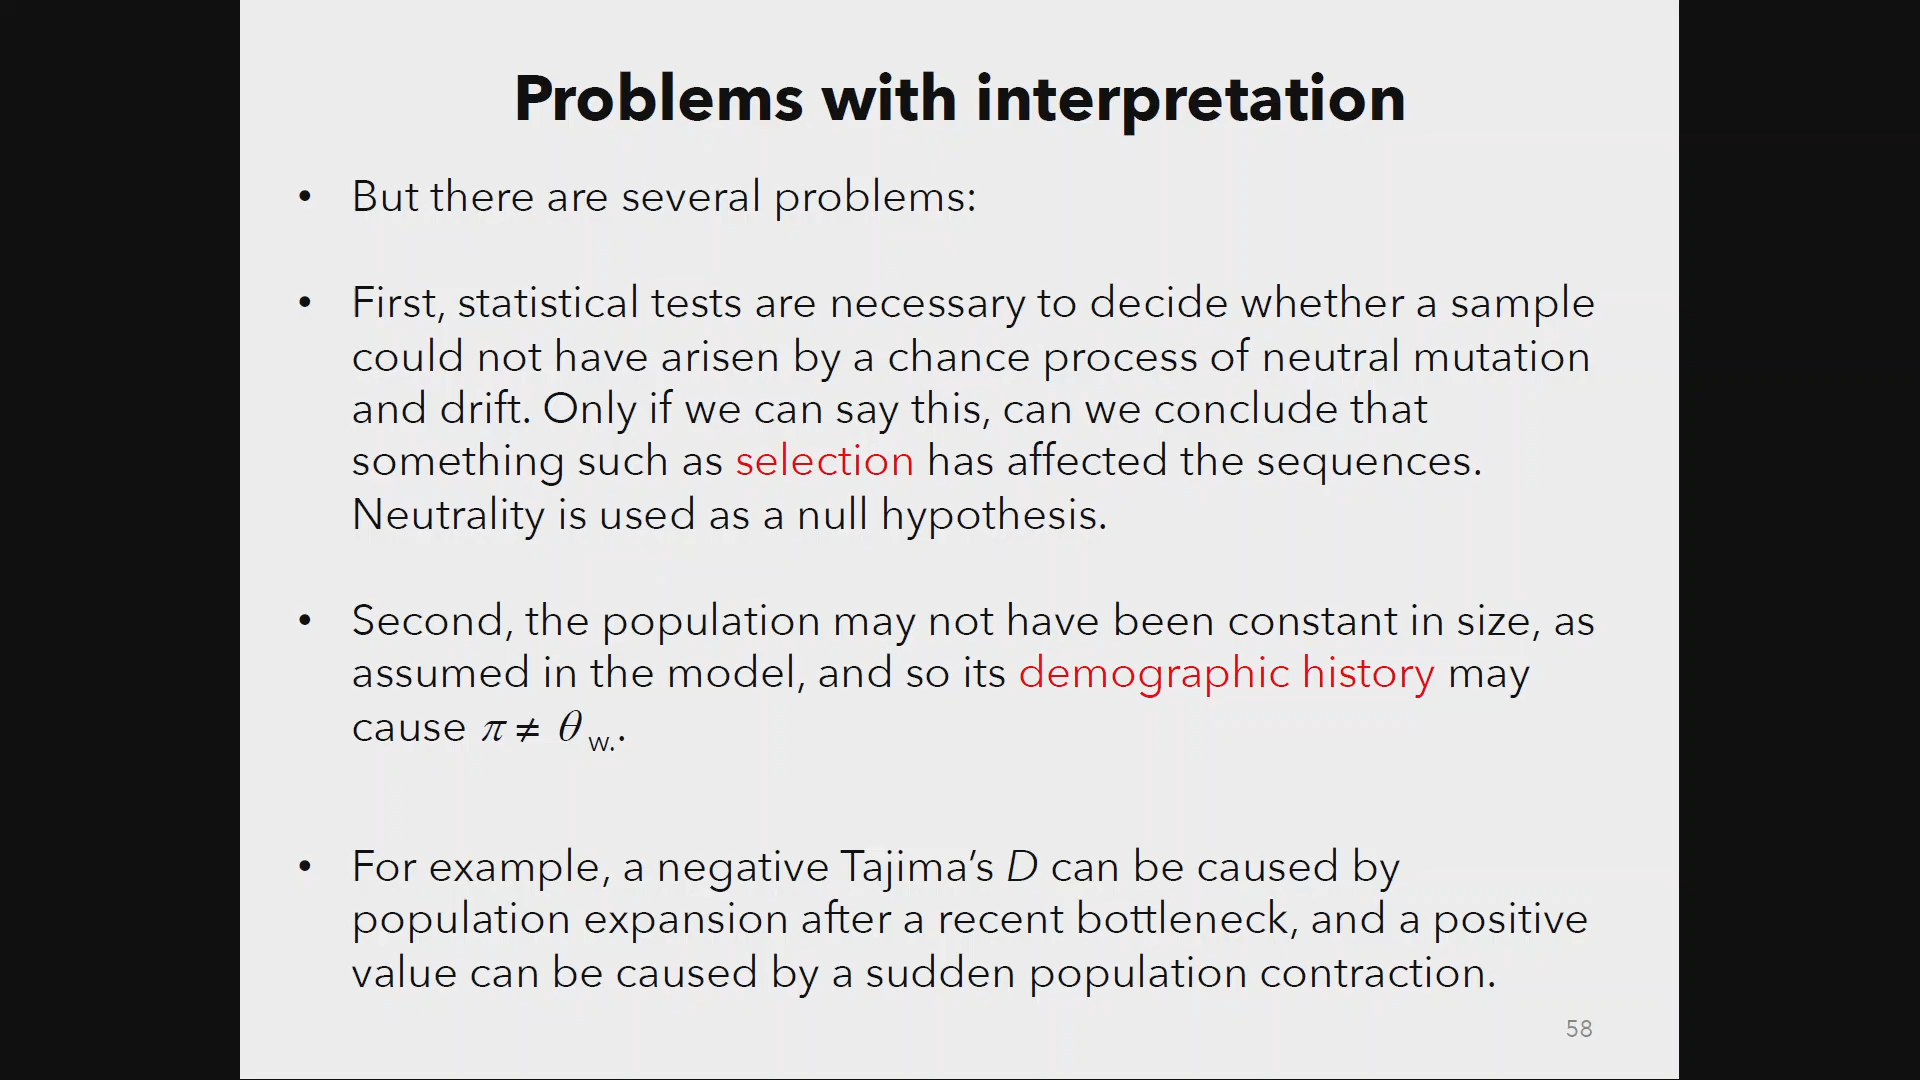 Problems with interpretation
• But there are several problems:
• First, statistical tests are necessary to decide whether a sample
could not have arisen by a chance process of neutral mutation
and drift. Only if we can say this, can we conclude that
something such as selection has affected the sequences.
Neutrality is used as a null hypothesis.
• Second, the population may not have been constant in size, as
assumed in the model, and so its demographic history may
cause π ≠ θ w..
• For example, a negative Tajima’s D can be caused by
population expansion after a recent bottleneck, and a positive
value can be caused by a sudden population contraction.
58